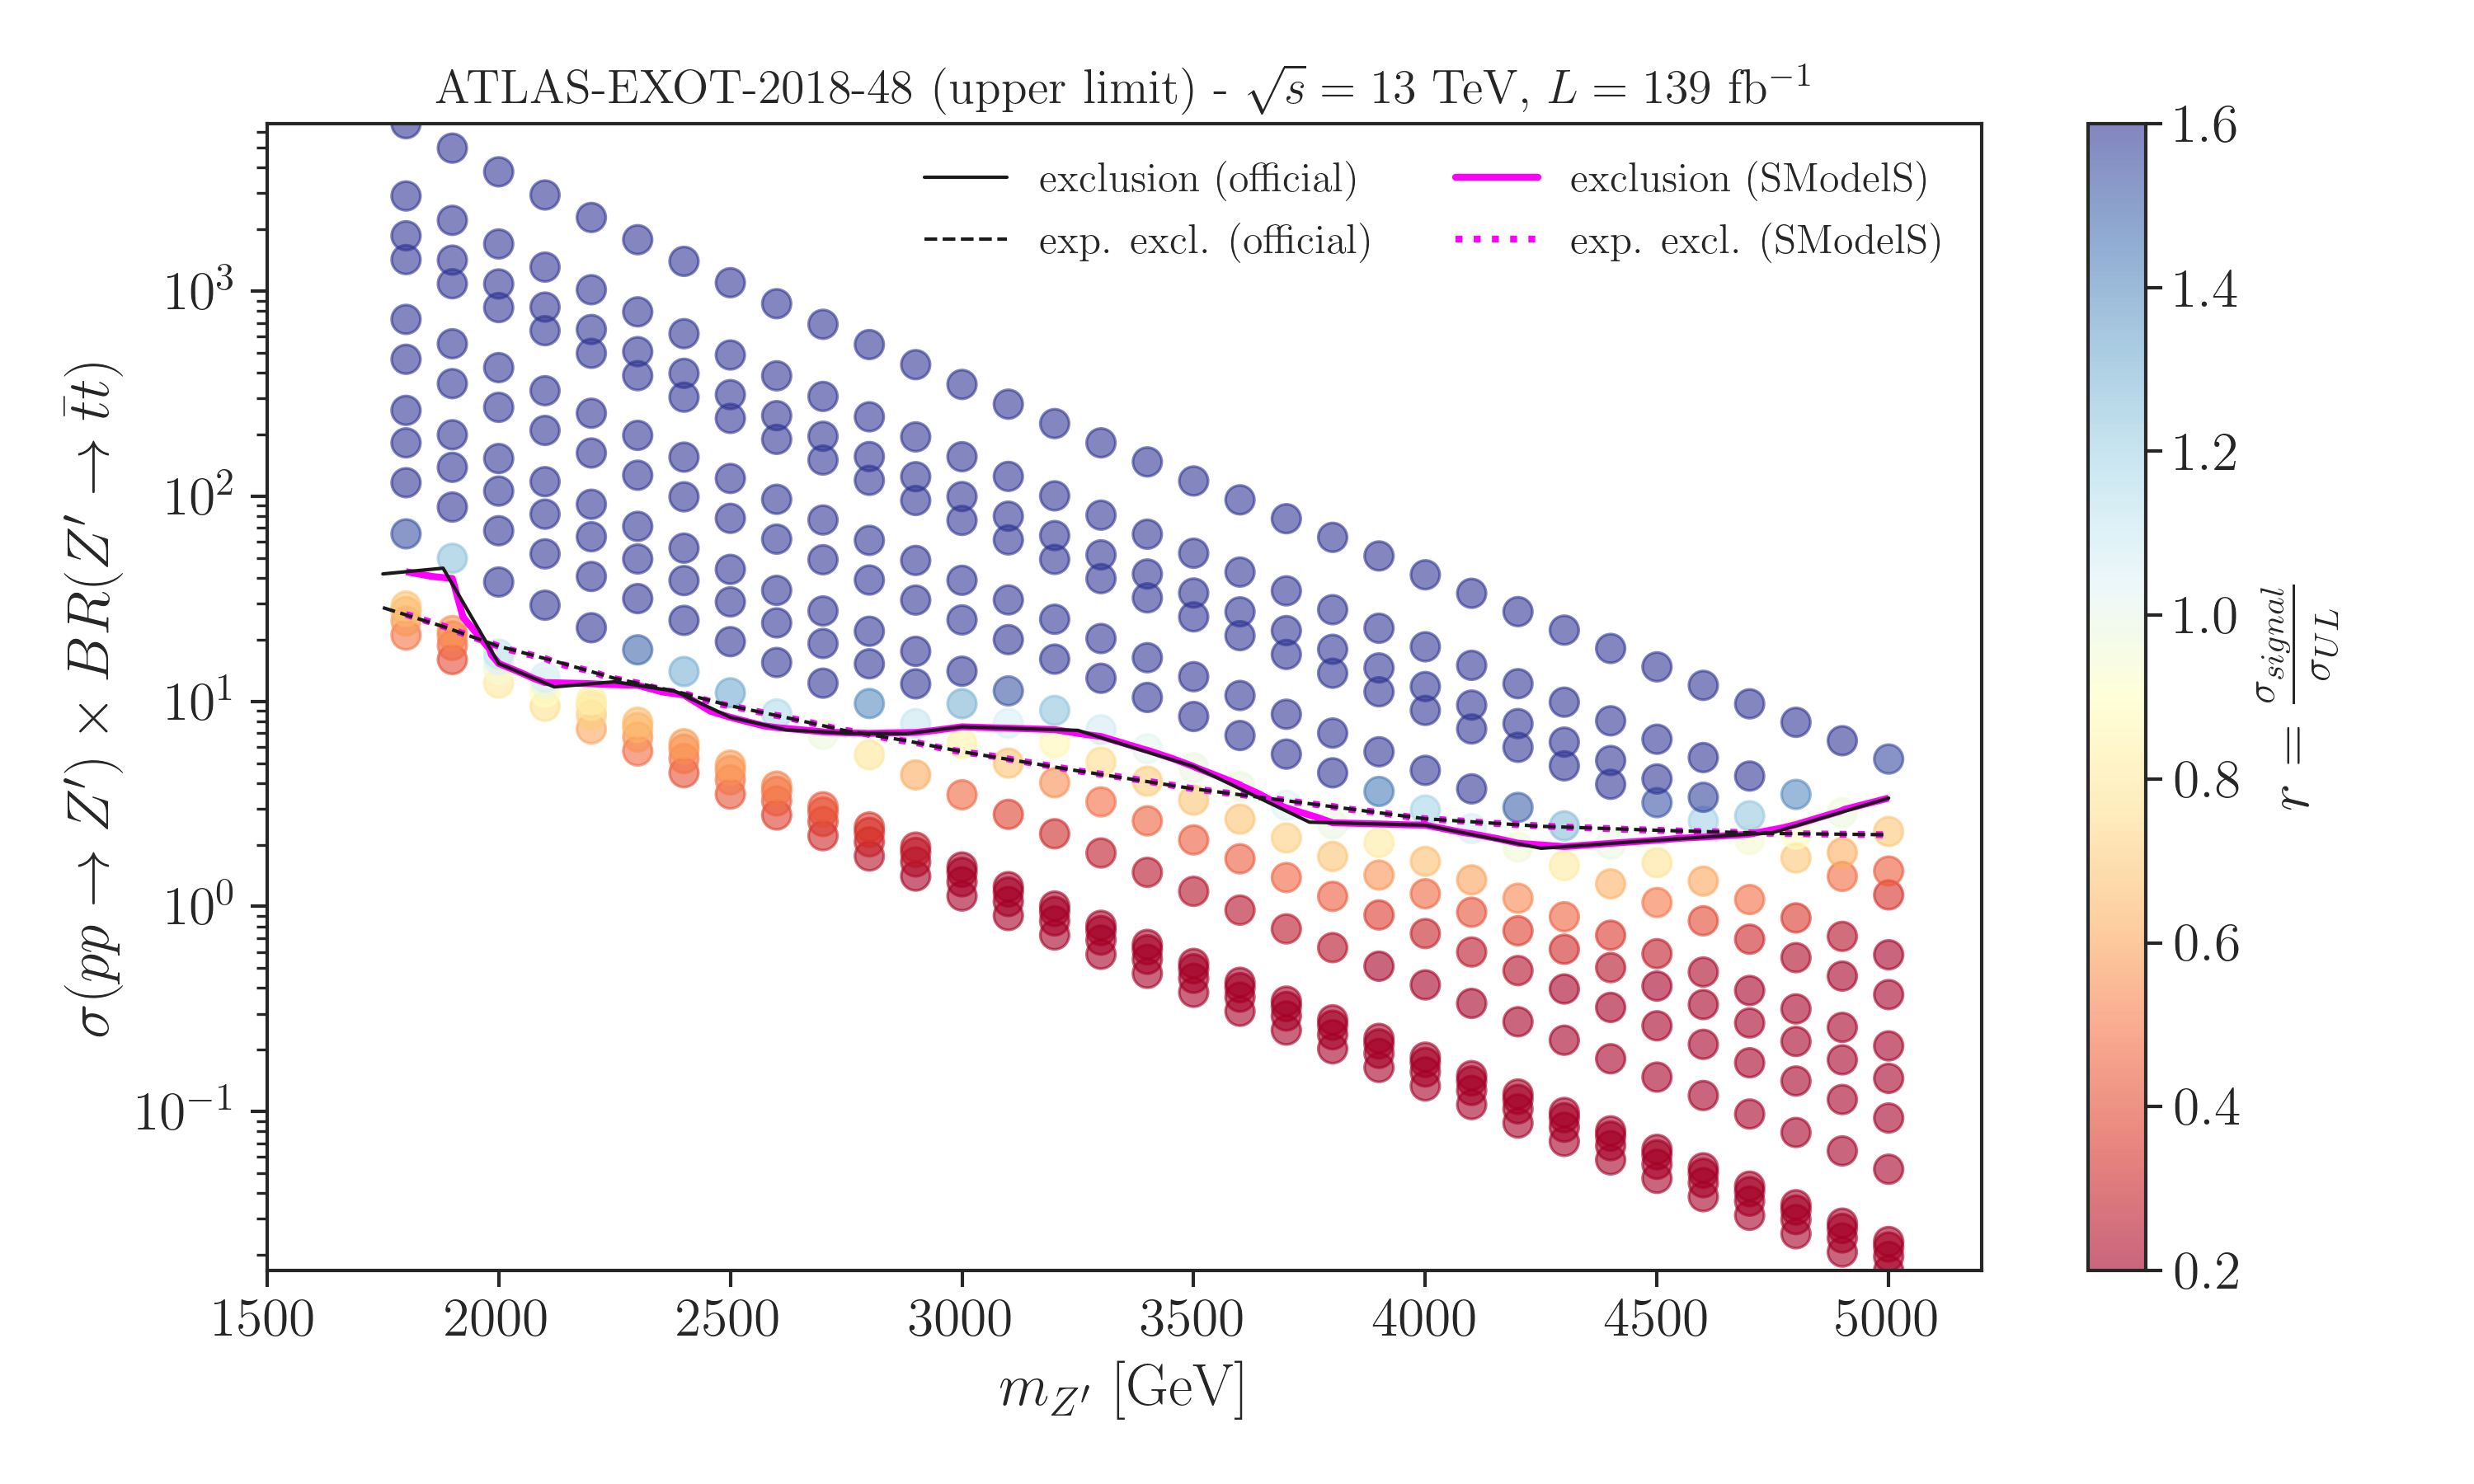 ATLAS-EXOT-2018-48 (upper limit) - √s = 13 TeV, L = 139 fb⁻¹
exclusion (official)
exp. excl. (official)
exclusion (SModelS)
exp. excl. (SModelS)
σ(pp → Z′) × BR(Z′ → t̄t)
10³
10²
10¹
10⁰
10⁻¹
1500 2000 2500 3000 3500 4000 4500 5000
m_Z′ [GeV]
1.6
1.4
1.2
1.0
0.8
0.6
0.4
0.2
r = σ_signal / σ_UL